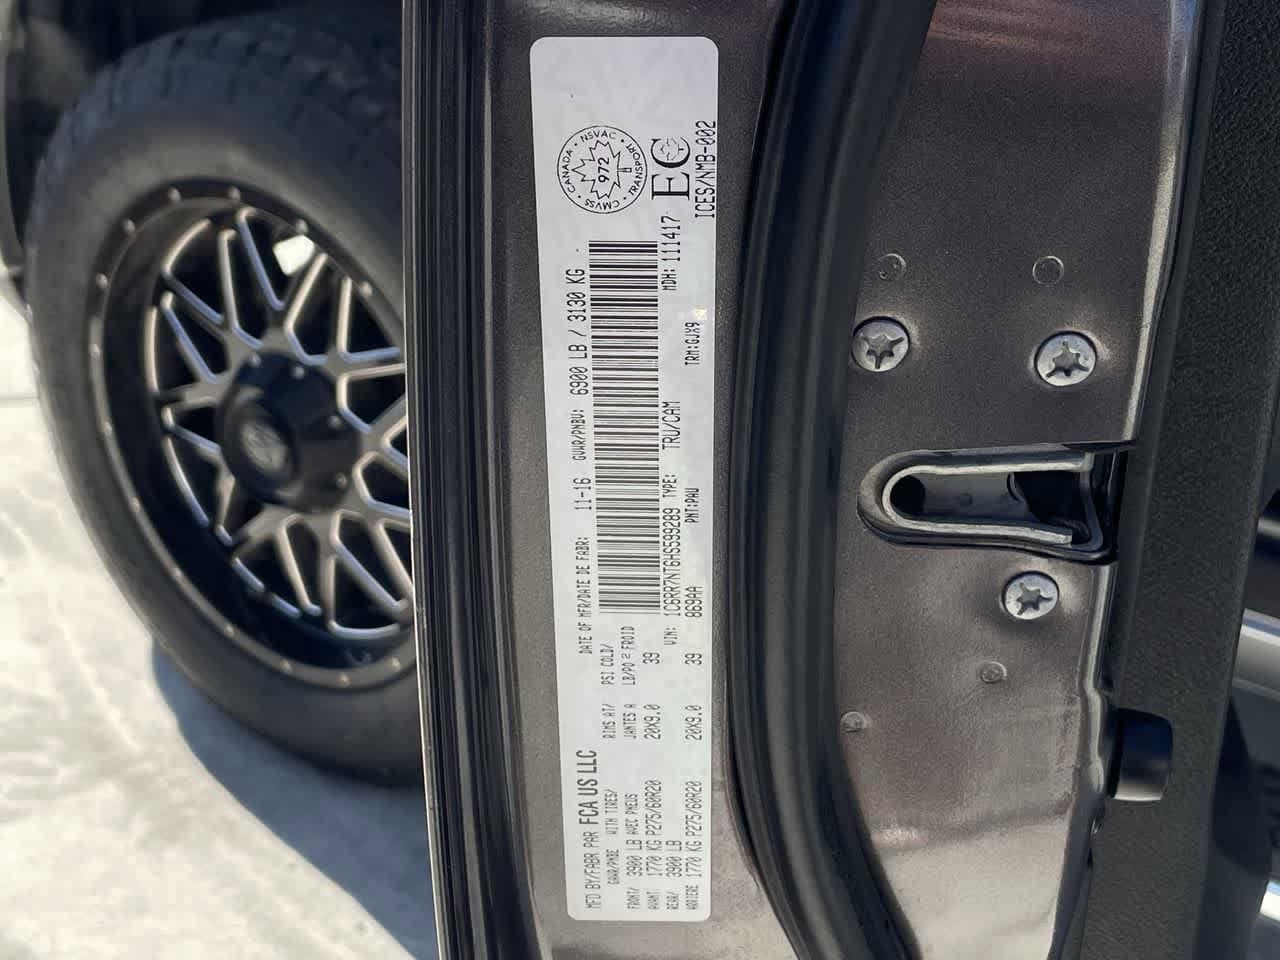 MFD BY/FABR PAR FCA US LLC
DATE OF MFR/DATE DE FABR: 11-16
GVWR/PNBV: 6900 LB / 3130 KG
GAWR/PNBE WITH TIRES/ RIMS AT/ PSI COLD/
FRONT/ 3900 LB AVEC PNEUS JANTES A LB/PO 2 FROID
AVANT 1770 KG P275/60R20 20X9.0 39
REAR/ 3900 LB
ARRIERE 1770 KG P275/60R20 20X9.0 39
VIN: 1C6RR7NT6HS599289 TYPE: TRU/CAM
MDH: 111417
869AA PNT:PAU TRM:GJX9
CANADA · NSVAC · TRANSPORT · CMVSS ·
972
EC
ICES/NMB-002